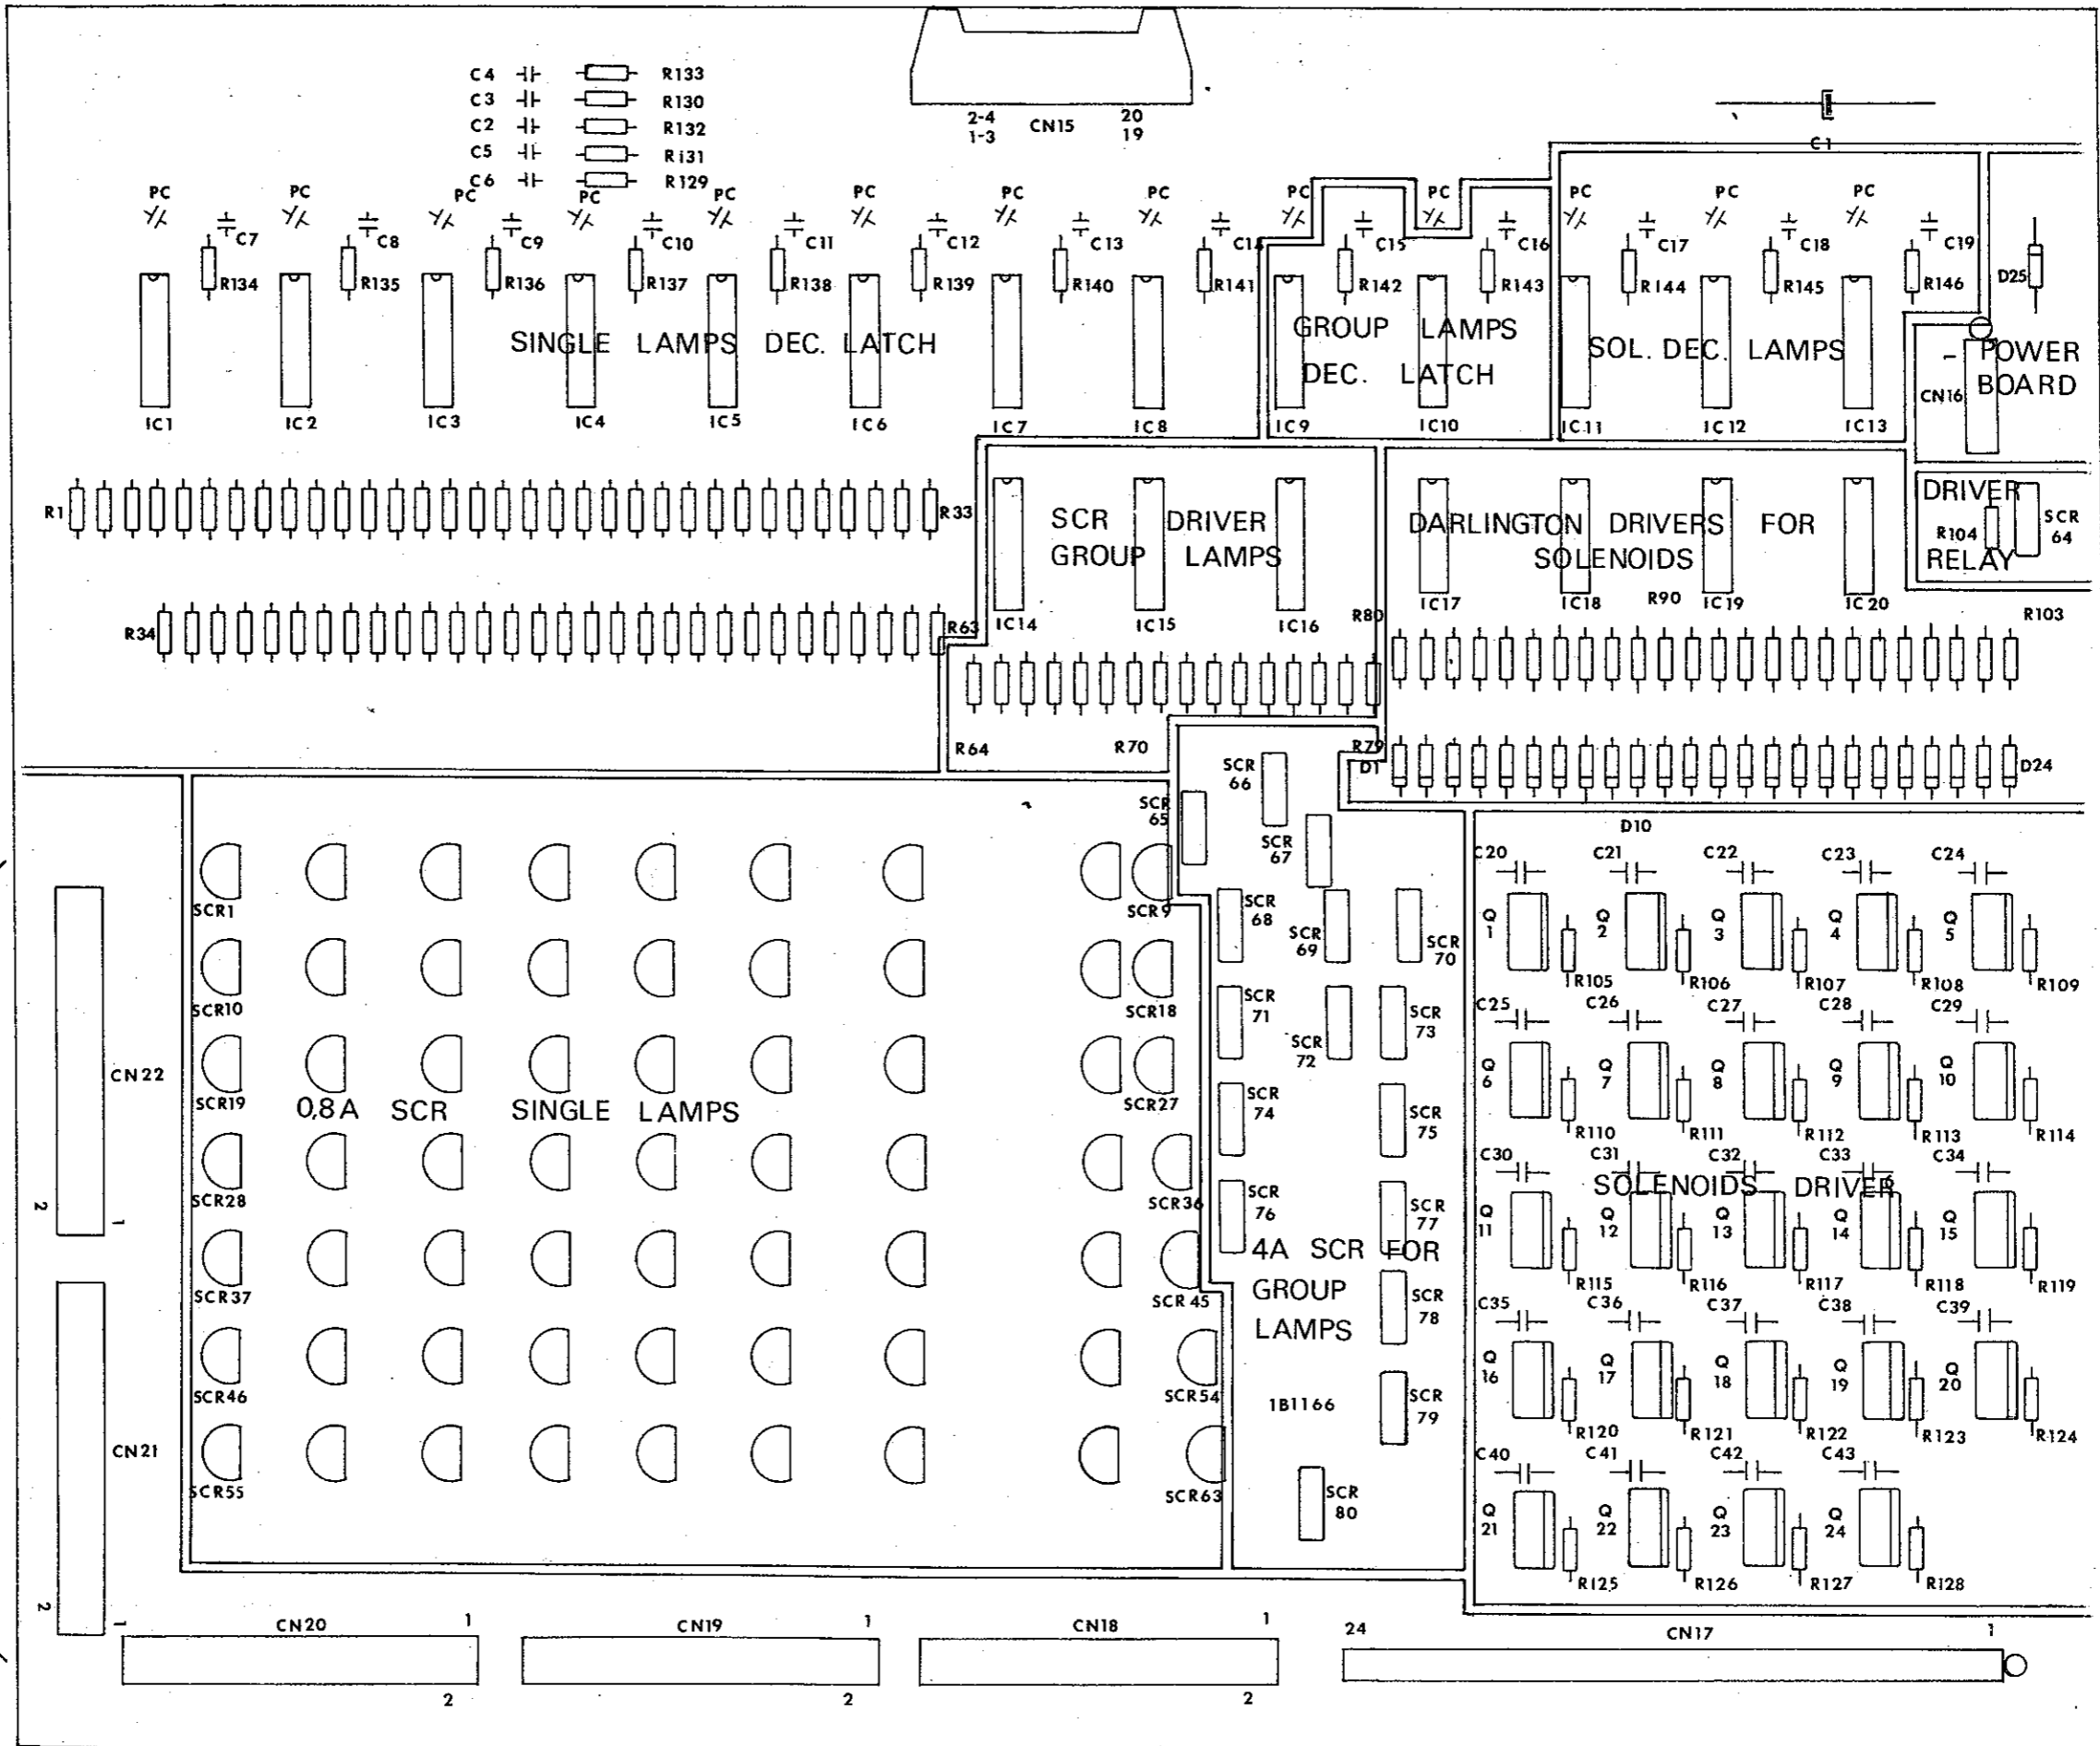 C4 R133
C3 R130
C2 R132
C5 R131
C6 R129
2-4 CN15 20
1-3 19
C1
PC PC PC PC PC PC PC PC PC PC PC PC PC
C7 C8 C9 C10 C11 C12 C13 C14 C15 C16 C17 C18 C19
R134 R135 R136 R137 R138 R139 R140 R141 R142 R143 R144 R145 R146 D25
SINGLE LAMPS DEC. LATCH
GROUP LAMPS
DEC. LATCH
SOL. DEC. LAMPS
1 POWER
BOARD
CN16
IC1 IC2 IC3 IC4 IC5 IC6 IC7 IC8 IC9 IC10 IC11 IC12 IC13
R1 R33
SCR DRIVER
GROUP LAMPS
DARLINGTON DRIVERS FOR
SOLENOIDS
DRIVER
RELAY
R104 SCR
64
R34 R63 IC14 IC15 IC16 R80 IC17 IC18 R90 IC19 IC20 R103
R64 R70 R79
D1 D24
D10
SCR
65
SCR
66
SCR
67
SCR
68
SCR
69
SCR
70
SCR
71
SCR
72
SCR
73
SCR
74
SCR
75
SCR
76
SCR
77
4A SCR FOR
GROUP
LAMPS
SCR
78
1B1166
SCR
79
SCR
80
SCR1 SCR9
SCR10 SCR18
SCR19 SCR27
0,8A SCR SINGLE LAMPS
SCR28 SCR36
SCR37 SCR45
SCR46 SCR54
SCR55 SCR63
CN22
2 1
CN21
2 1
C20 C21 C22 C23 C24
Q Q Q Q Q
1 2 3 4 5
R105 R106 R107 R108 R109
C25 C26 C27 C28 C29
Q Q Q Q Q
6 7 8 9 10
R110 R111 R112 R113 R114
C30 C31 C32 C33 C34
SOLENOIDS DRIVER
Q Q Q Q Q
11 12 13 14 15
R115 R116 R117 R118 R119
C35 C36 C37 C38 C39
Q Q Q Q Q
16 17 18 19 20
R120 R121 R122 R123 R124
C40 C41 C42 C43
Q Q Q Q
21 22 23 24
R125 R126 R127 R128
CN20 1
2
CN19 1
2
CN18 1
2
24 CN17 1